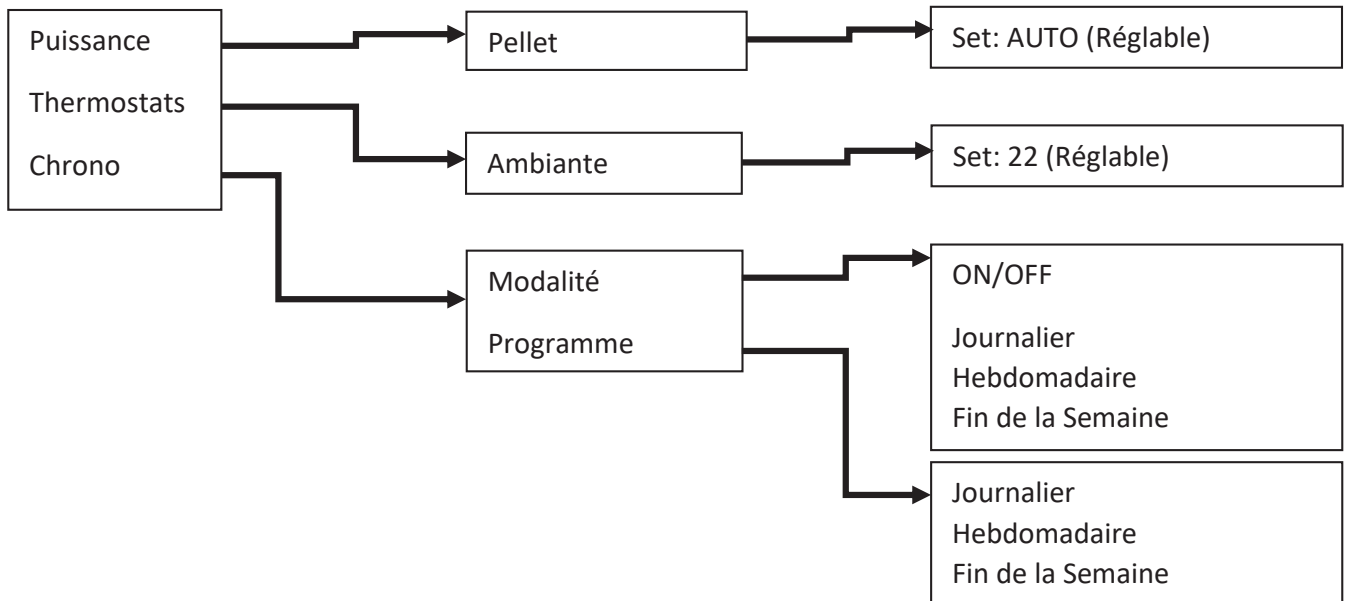 Puissance
Thermostats
Chrono
Pellet
Set: AUTO (Réglable)
Ambiante
Set: 22 (Réglable)
Modalité
Programme
ON/OFF
Journalier
Hebdomadaire
Fin de la Semaine
Journalier
Hebdomadaire
Fin de la Semaine